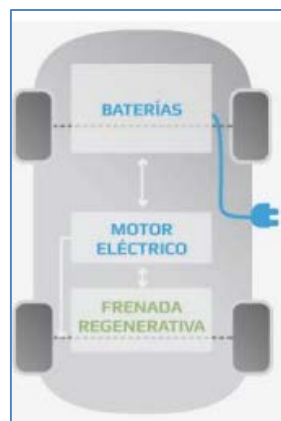 BATERÍAS
MOTOR
ELÉCTRICO
FRENADA
REGENERATIVA